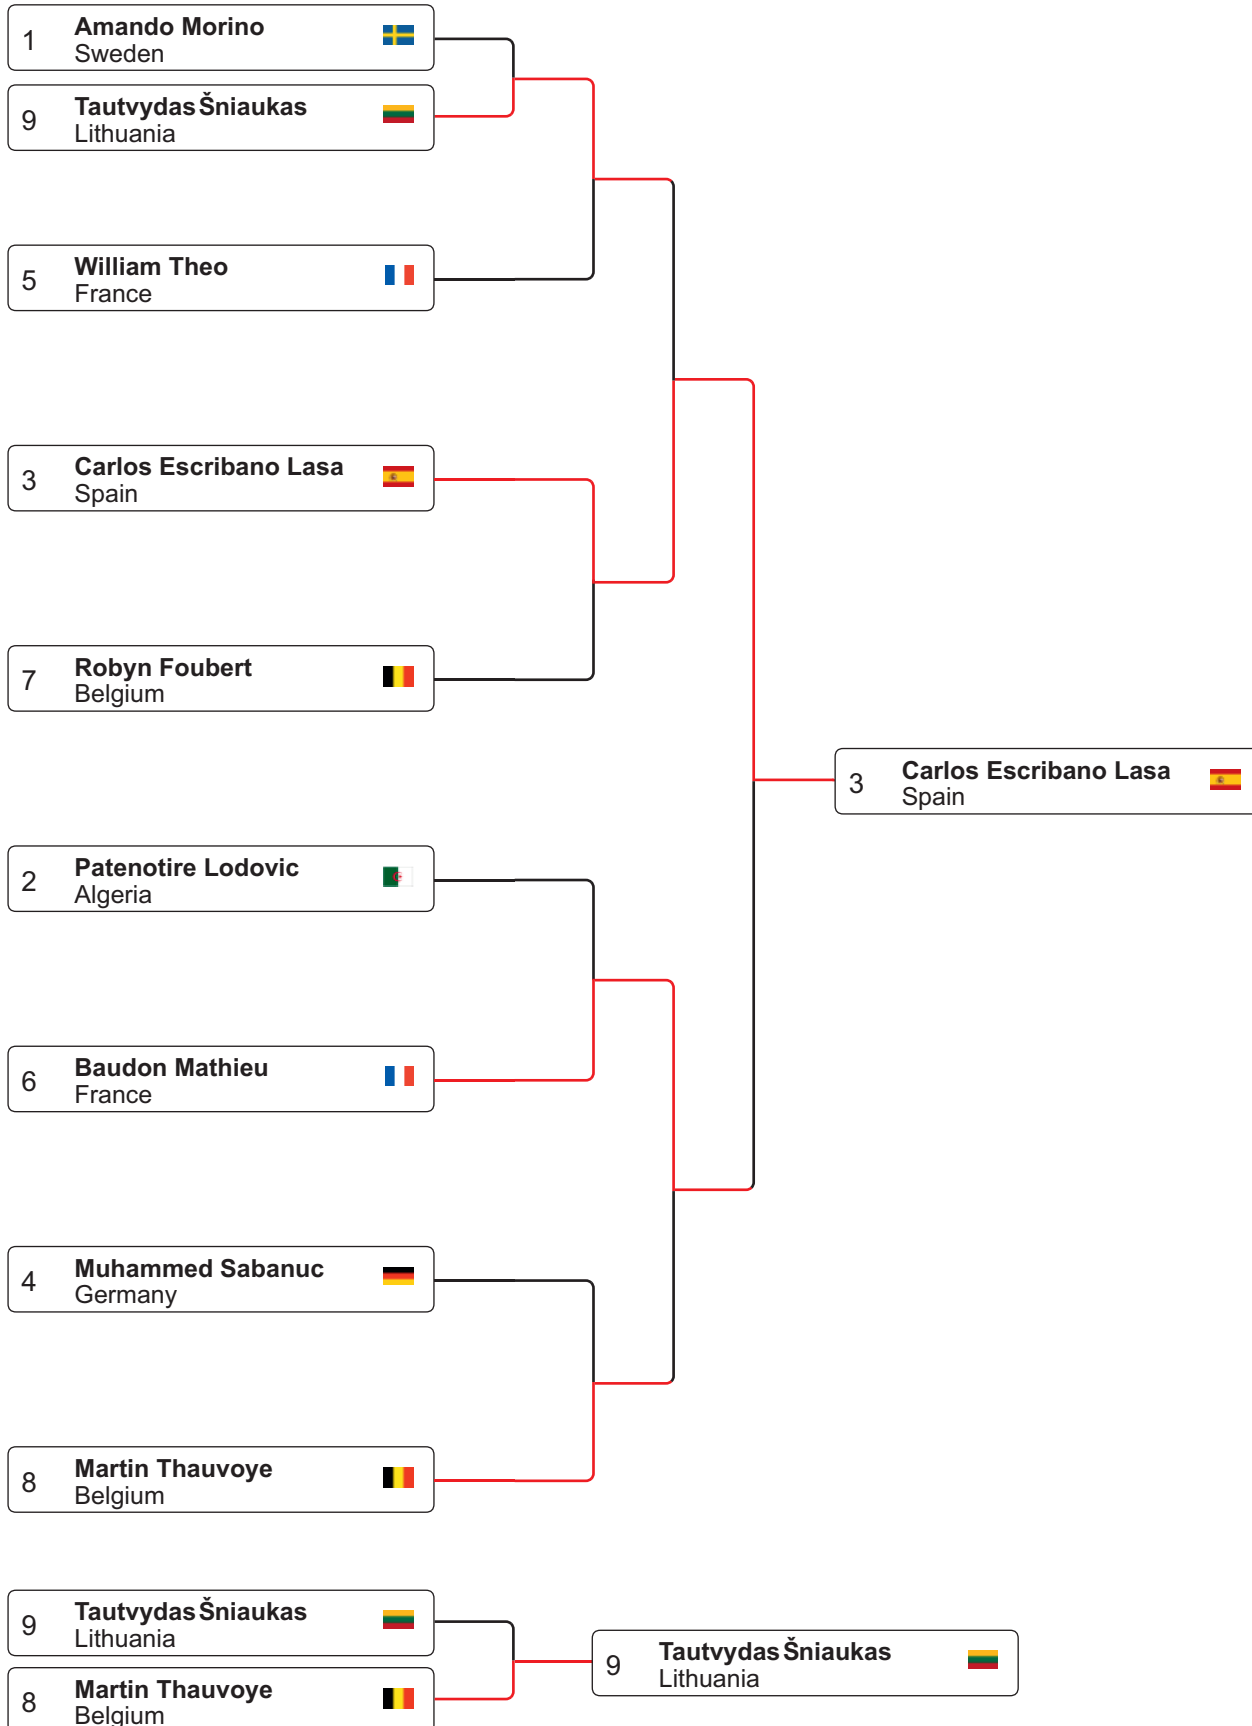 1
Amando Morino
Sweden
9
Tautvydas Šniaukas
Lithuania
5
William Theo
France
3
Carlos Escribano Lasa
Spain
7
Robyn Foubert
Belgium
3
Carlos Escribano Lasa
Spain
2
Patenotire Lodovic
Algeria
6
Baudon Mathieu
France
4
Muhammed Sabanuc
Germany
8
Martin Thauvoye
Belgium
9
Tautvydas Šniaukas
Lithuania
9
Tautvydas Šniaukas
Lithuania
8
Martin Thauvoye
Belgium